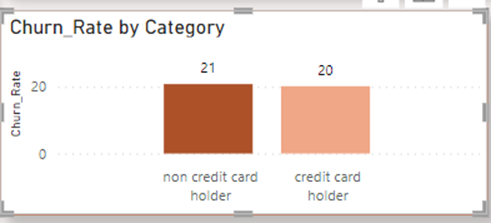 Churn_Rate by Category
Churn_Rate
20
0
21
20
non credit card
holder
credit card
holder